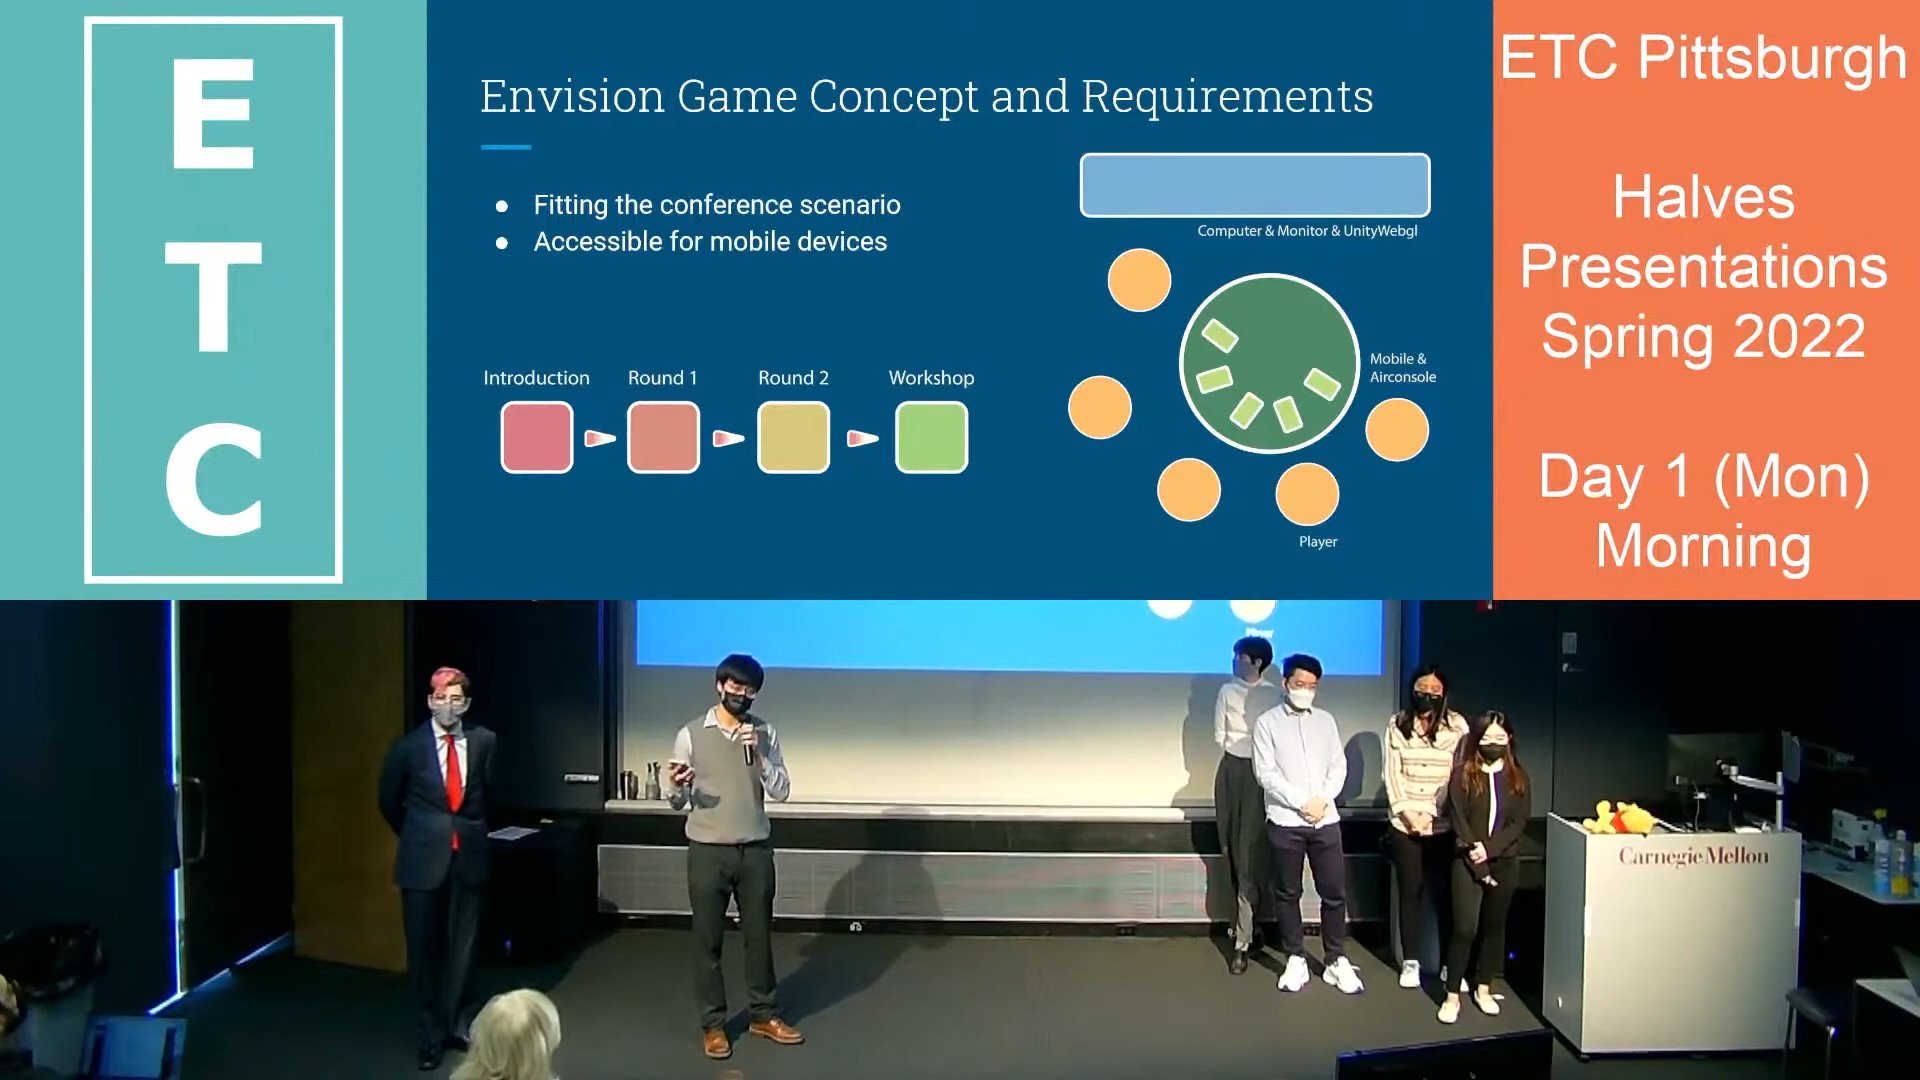 E
T
C
Envision Game Concept and Requirements
Fitting the conference scenario
Accessible for mobile devices
Introduction
Round 1
Round 2
Workshop
Computer & Monitor & UnityWebgl
Mobile &
Airconsole
Player
ETC Pittsburgh
Halves
Presentations
Spring 2022
Day 1 (Mon)
Morning
Carnegie Mellon